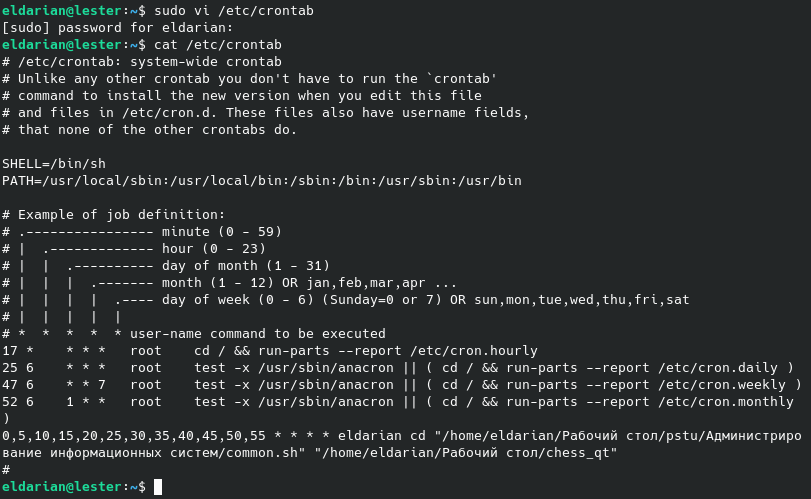 eldarian@lester:~$ sudo vi /etc/crontab
[sudo] password for eldarian:
eldarian@lester:~$ cat /etc/crontab
# /etc/crontab: system-wide crontab
# Unlike any other crontab you don't have to run the `crontab'
# command to install the new version when you edit this file
# and files in /etc/cron.d. These files also have username fields,
# that none of the other crontabs do.

SHELL=/bin/sh
PATH=/usr/local/sbin:/usr/local/bin:/sbin:/bin:/usr/sbin:/usr/bin

# Example of job definition:
# .---------------- minute (0 - 59)
# |  .------------- hour (0 - 23)
# |  |  .---------- day of month (1 - 31)
# |  |  |  .------- month (1 - 12) OR jan,feb,mar,apr ...
# |  |  |  |  .---- day of week (0 - 6) (Sunday=0 or 7) OR sun,mon,tue,wed,thu,fri,sat
# |  |  |  |  |
# *  *  *  *  * user-name command to be executed
17 *    * * *   root    cd / && run-parts --report /etc/cron.hourly
25 6    * * *   root    test -x /usr/sbin/anacron || ( cd / && run-parts --report /etc/cron.daily )
47 6    * * 7   root    test -x /usr/sbin/anacron || ( cd / && run-parts --report /etc/cron.weekly )
52 6    1 * *   root    test -x /usr/sbin/anacron || ( cd / && run-parts --report /etc/cron.monthly
)
0,5,10,15,20,25,30,35,40,45,50,55 * * * * eldarian cd "/home/eldarian/Рабочий стол/pstu/Администриро
вание информационных систем/common.sh" "/home/eldarian/Рабочий стол/chess_qt"
#
eldarian@lester:~$